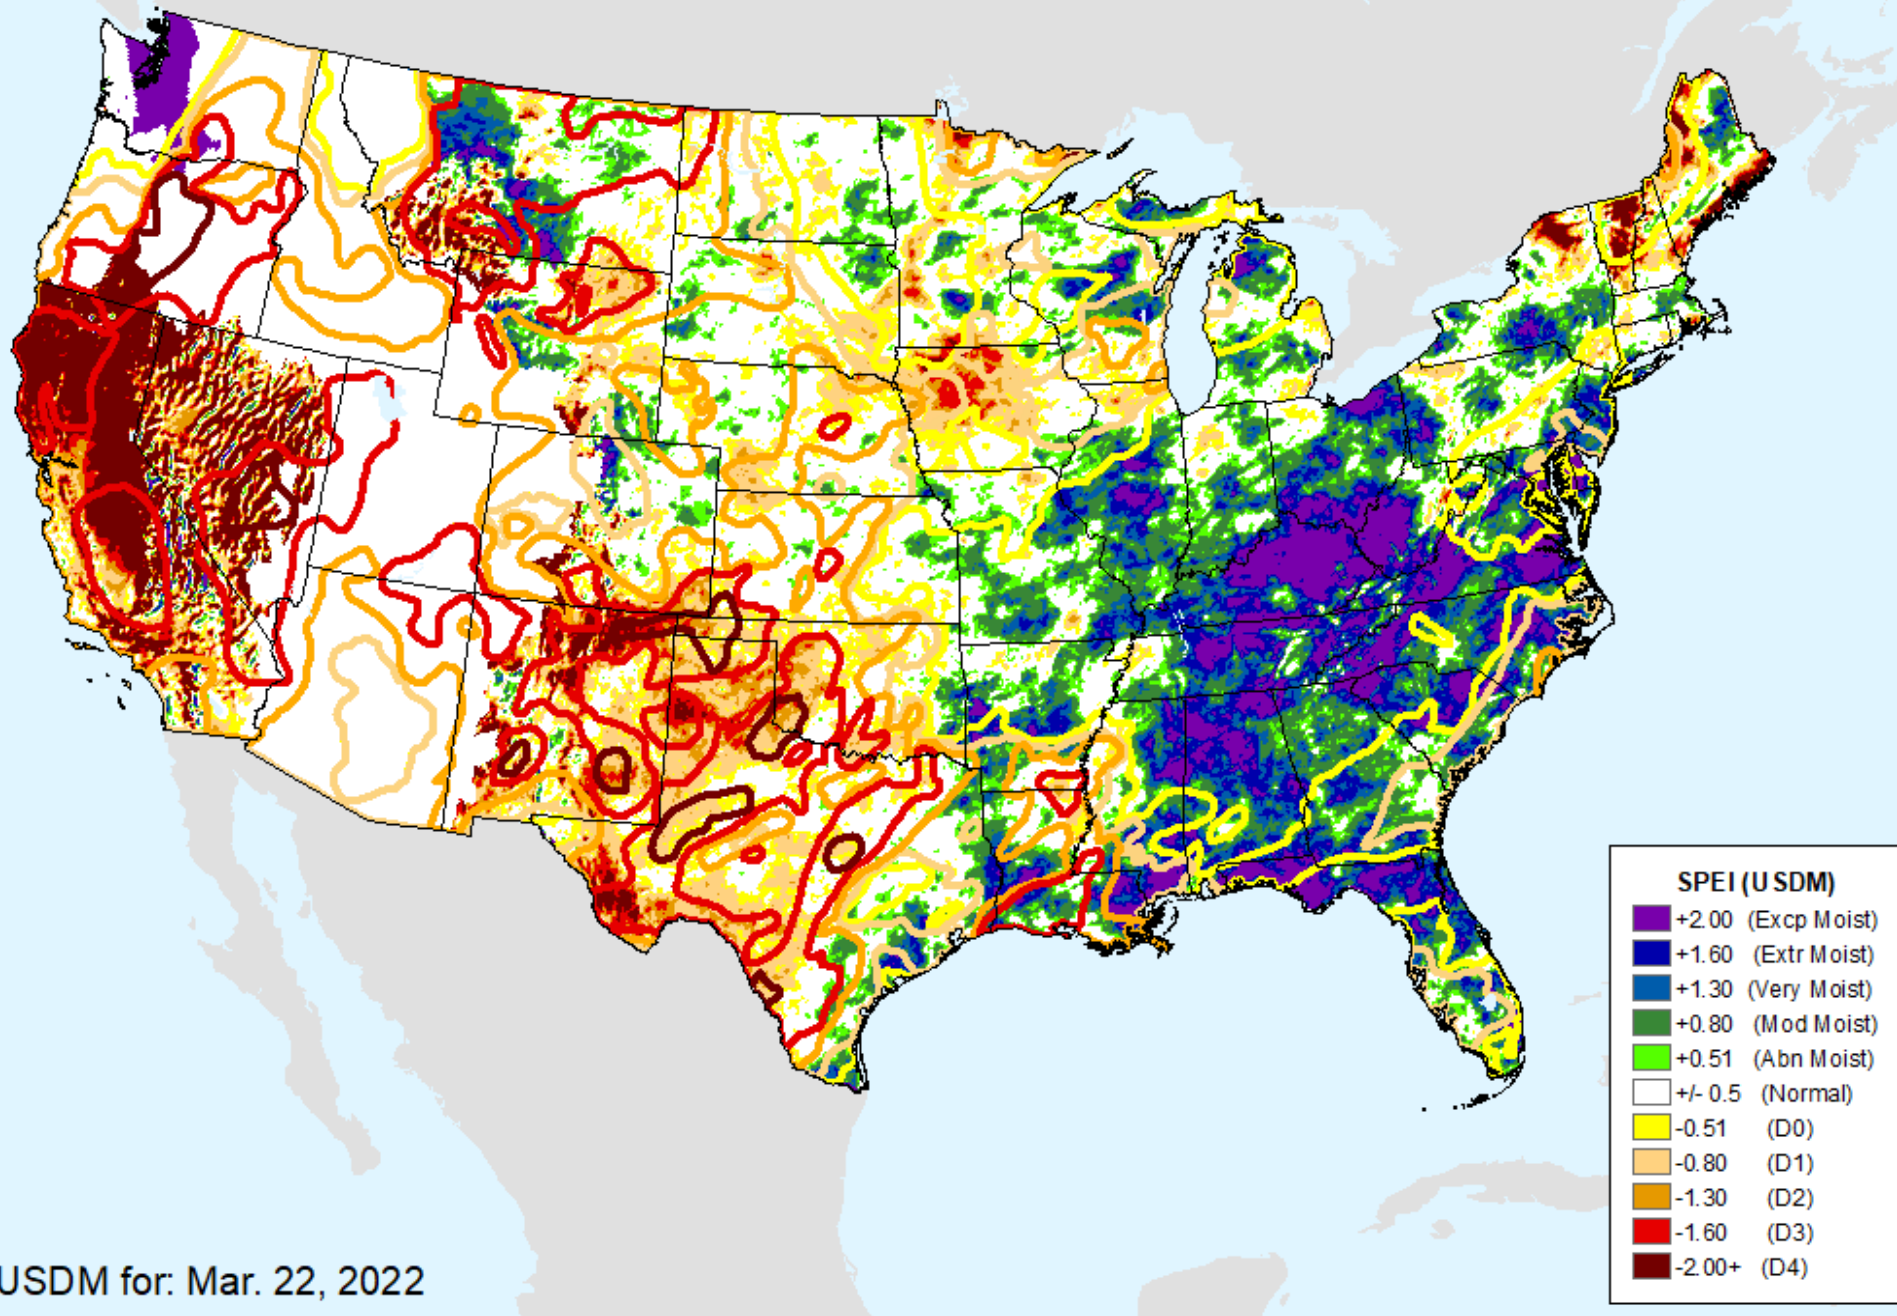 SPEI (USDM)
+2.00 (Excp Moist)
+1.60 (Extr Moist)
+1.30 (Very Moist)
+0.80 (Mod Moist)
+0.51 (Abn Moist)
+/- 0.5 (Normal)
-0.51 (D0)
-0.80 (D1)
-1.30 (D2)
-1.60 (D3)
-2.00+ (D4)
USDM for: Mar. 22, 2022